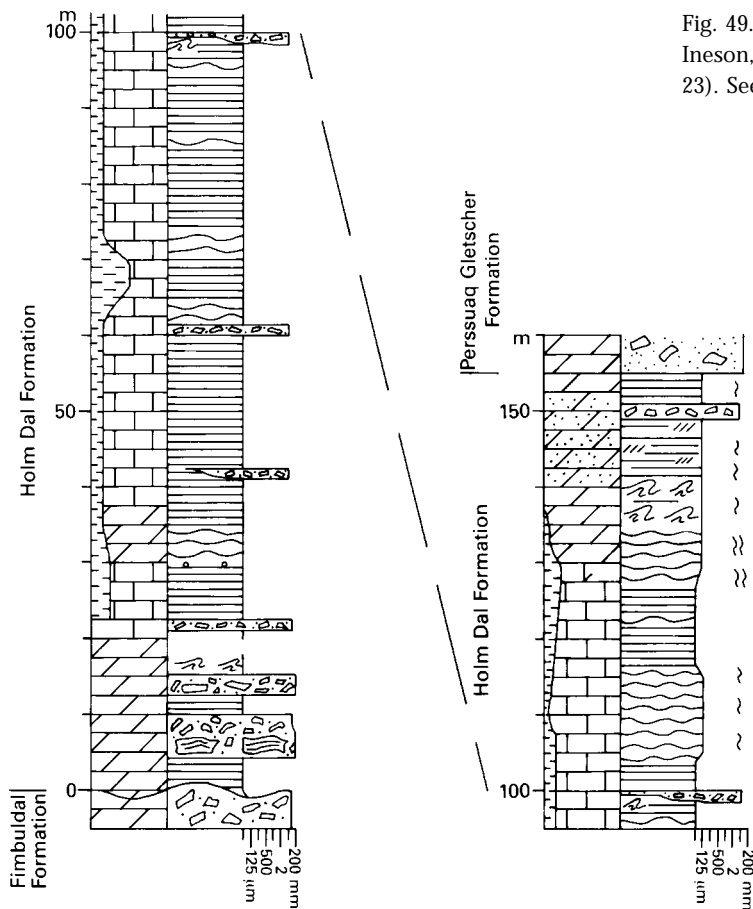 Fig. 49.
Ineson,
23). See
m
100
50
0
Holm Dal Formation
Fimbuldal
Formation
125 µm
500
2
200 mm
Perssuaq Gletscher
Formation
m
150
100
Holm Dal Formation
125 µm
500
2
200 mm